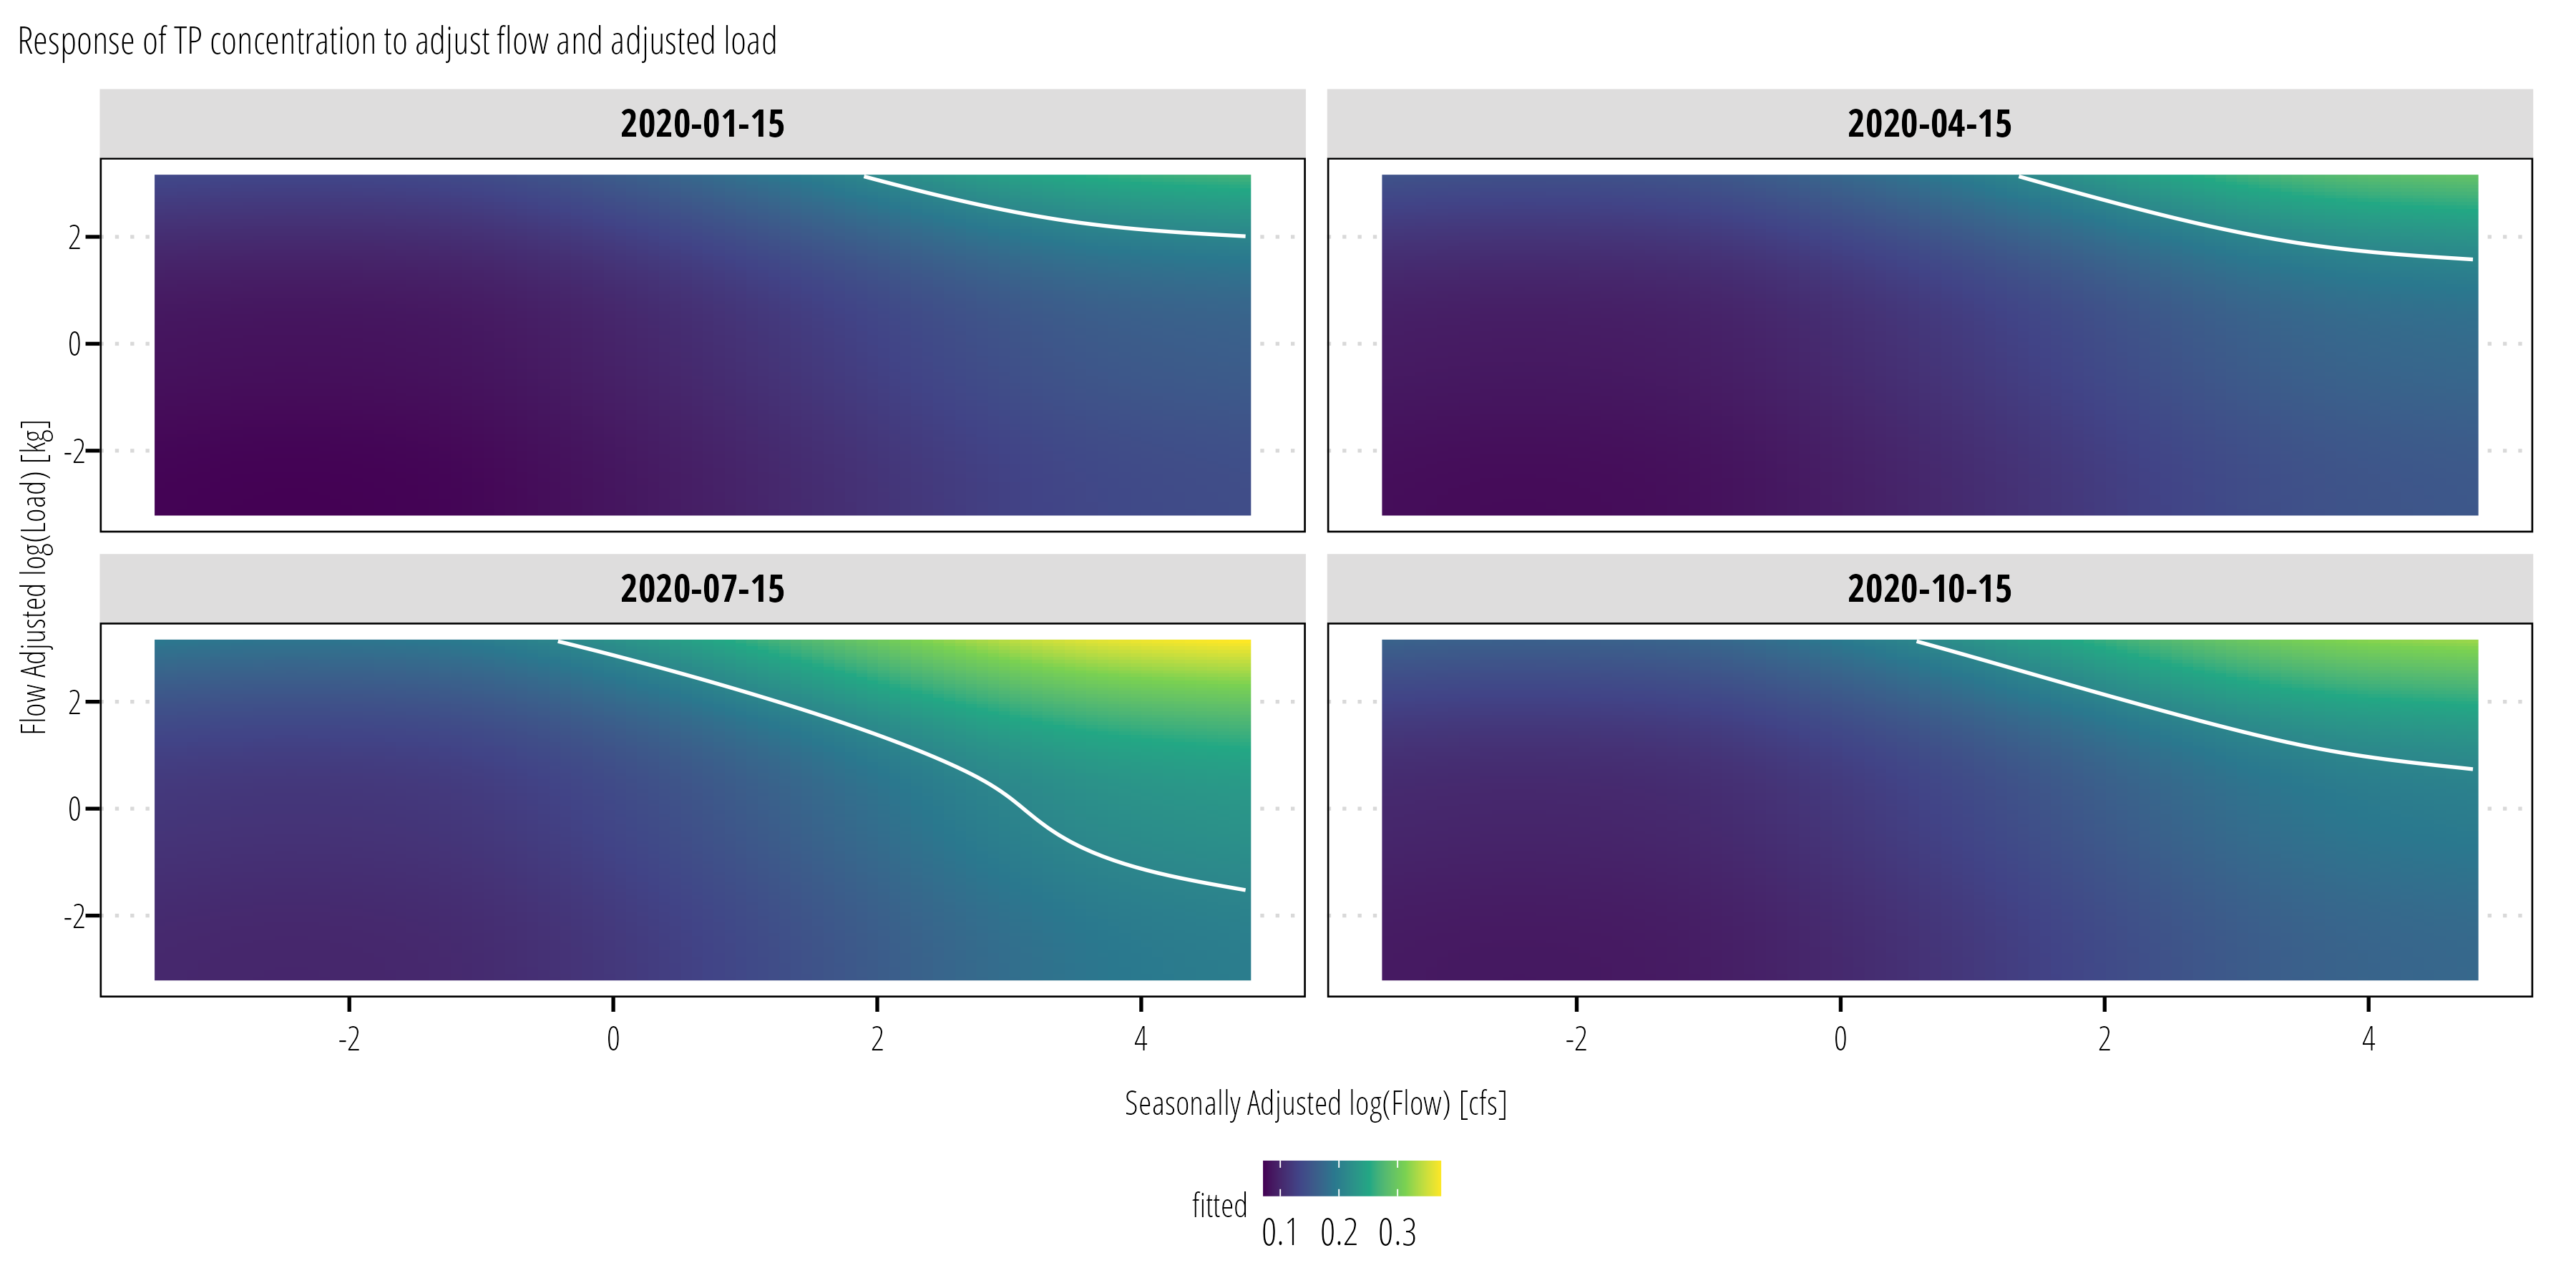 Response of TP concentration to adjust flow and adjusted load
2020-01-15
2020-04-15
2
0
-2
2020-07-15
2020-10-15
2
0
-2
Flow Adjusted log(Load) [kg]
-2 0 2 4
-2 0 2 4
Seasonally Adjusted log(Flow) [cfs]
fitted
0.1 0.2 0.3